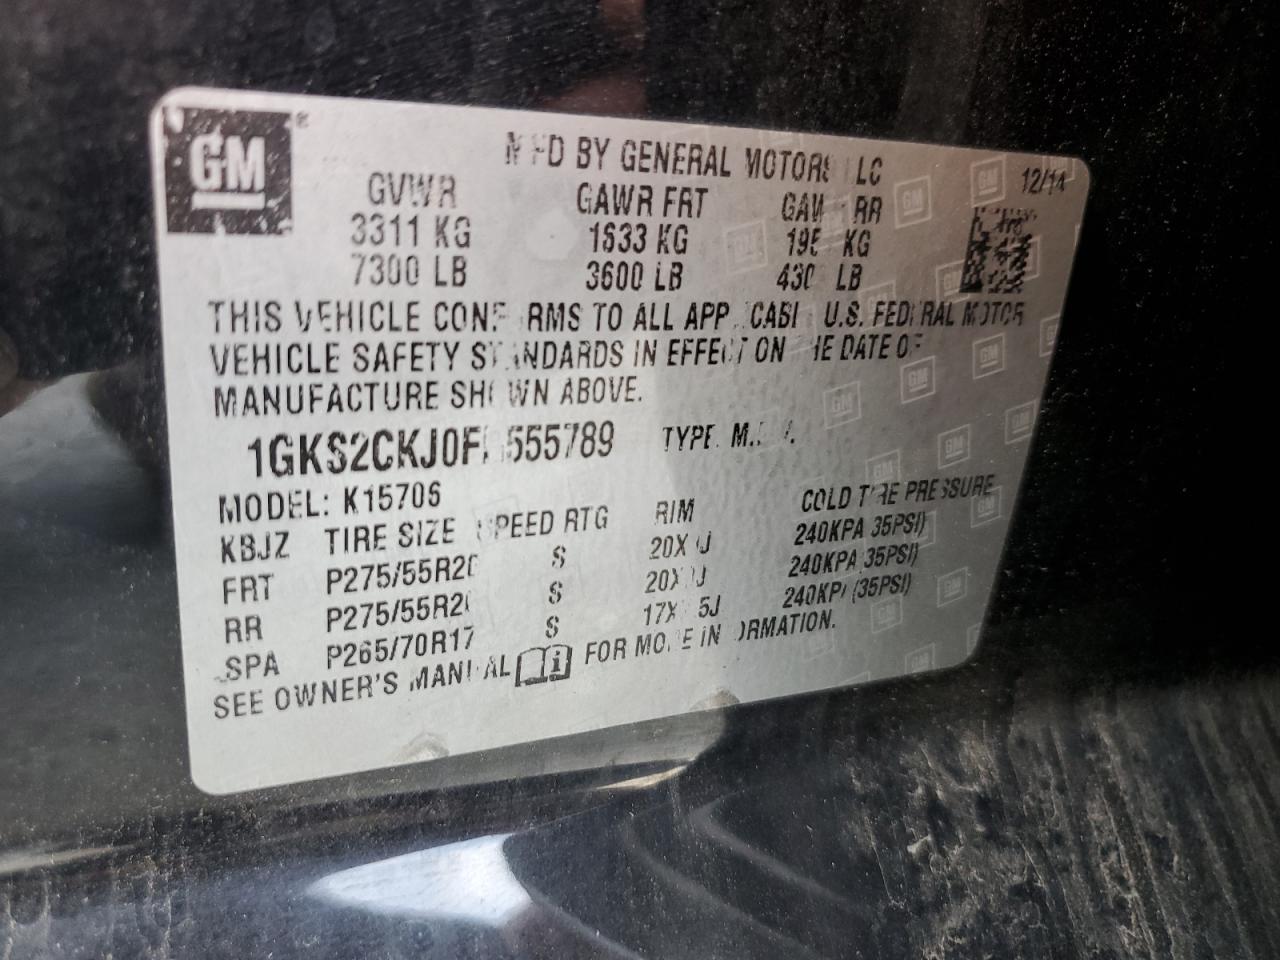 GM
MFD BY GENERAL MOTORS LLC
12/14
GVWR GAWR FRT GAWR RR
3311 KG 1633 KG KG
7300 LB 3600 LB LB
THIS VEHICLE CONFORMS TO ALL APPLICABLE U.S. FEDERAL MOTOR
VEHICLE SAFETY STANDARDS IN EFFECT ON THE DATE OF
MANUFACTURE SHOWN ABOVE.
TYPE:
MODEL: K15706
KBJZ TIRE SIZE SPEED RTG RIM COLD TIRE PRESSURE
FRT P275/55R20 S 240KPA(35PSI)
RR P275/55R20 S 240KPA(35PSI)
SPA P265/70R17 S 240KPA(35PSI)
SEE OWNER'S MANUAL FOR MORE INFORMATION.